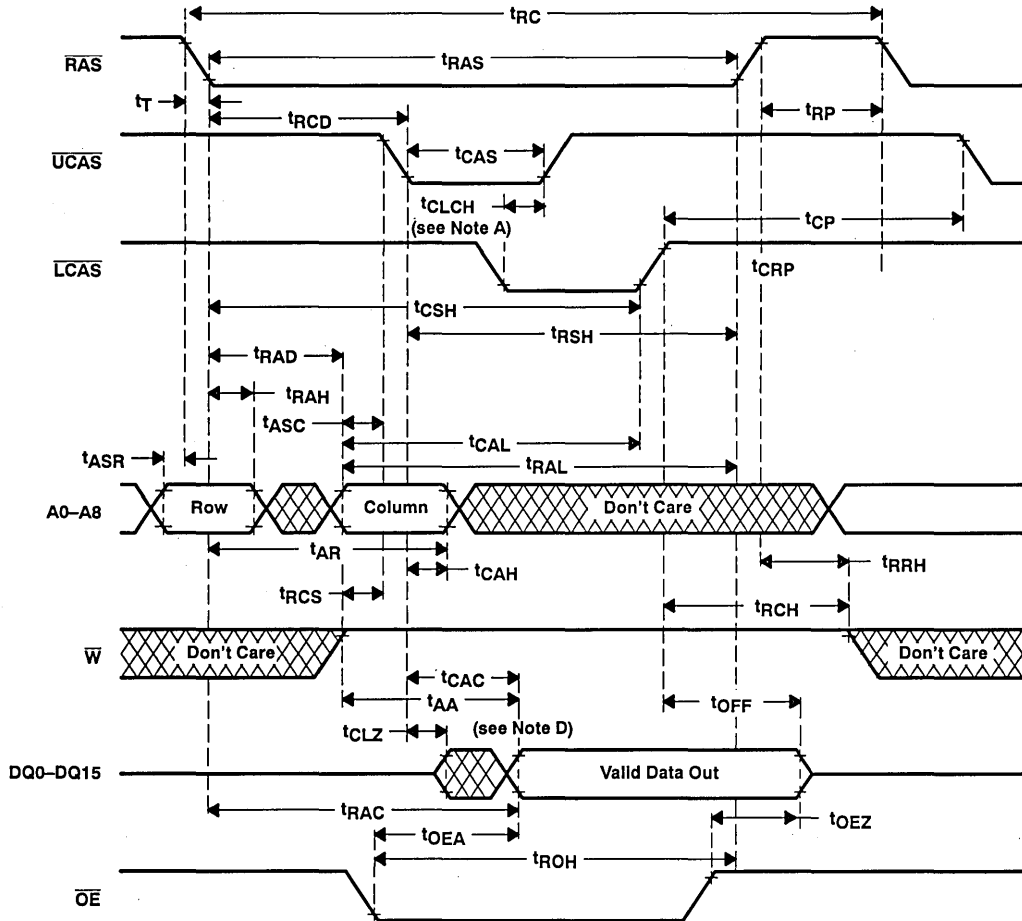 tRC
RAS
tRAS
tT
tRCD
tRP
UCAS
tCAS
tCLCH
(see Note A)
tCP
LCAS
tCRP
tCSH
tRSH
tRAD
tRAH
tASC
tCAL
tASR
tRAL
A0–A8
Row
Column
Don't Care
tAR
tCAH
tRRH
tRCS
tRCH
W
Don't Care
Don't Care
tCAC
tAA
tOFF
tCLZ
(see Note D)
DQ0–DQ15
Valid Data Out
tRAC
tOEA
tOEZ
tROH
OE